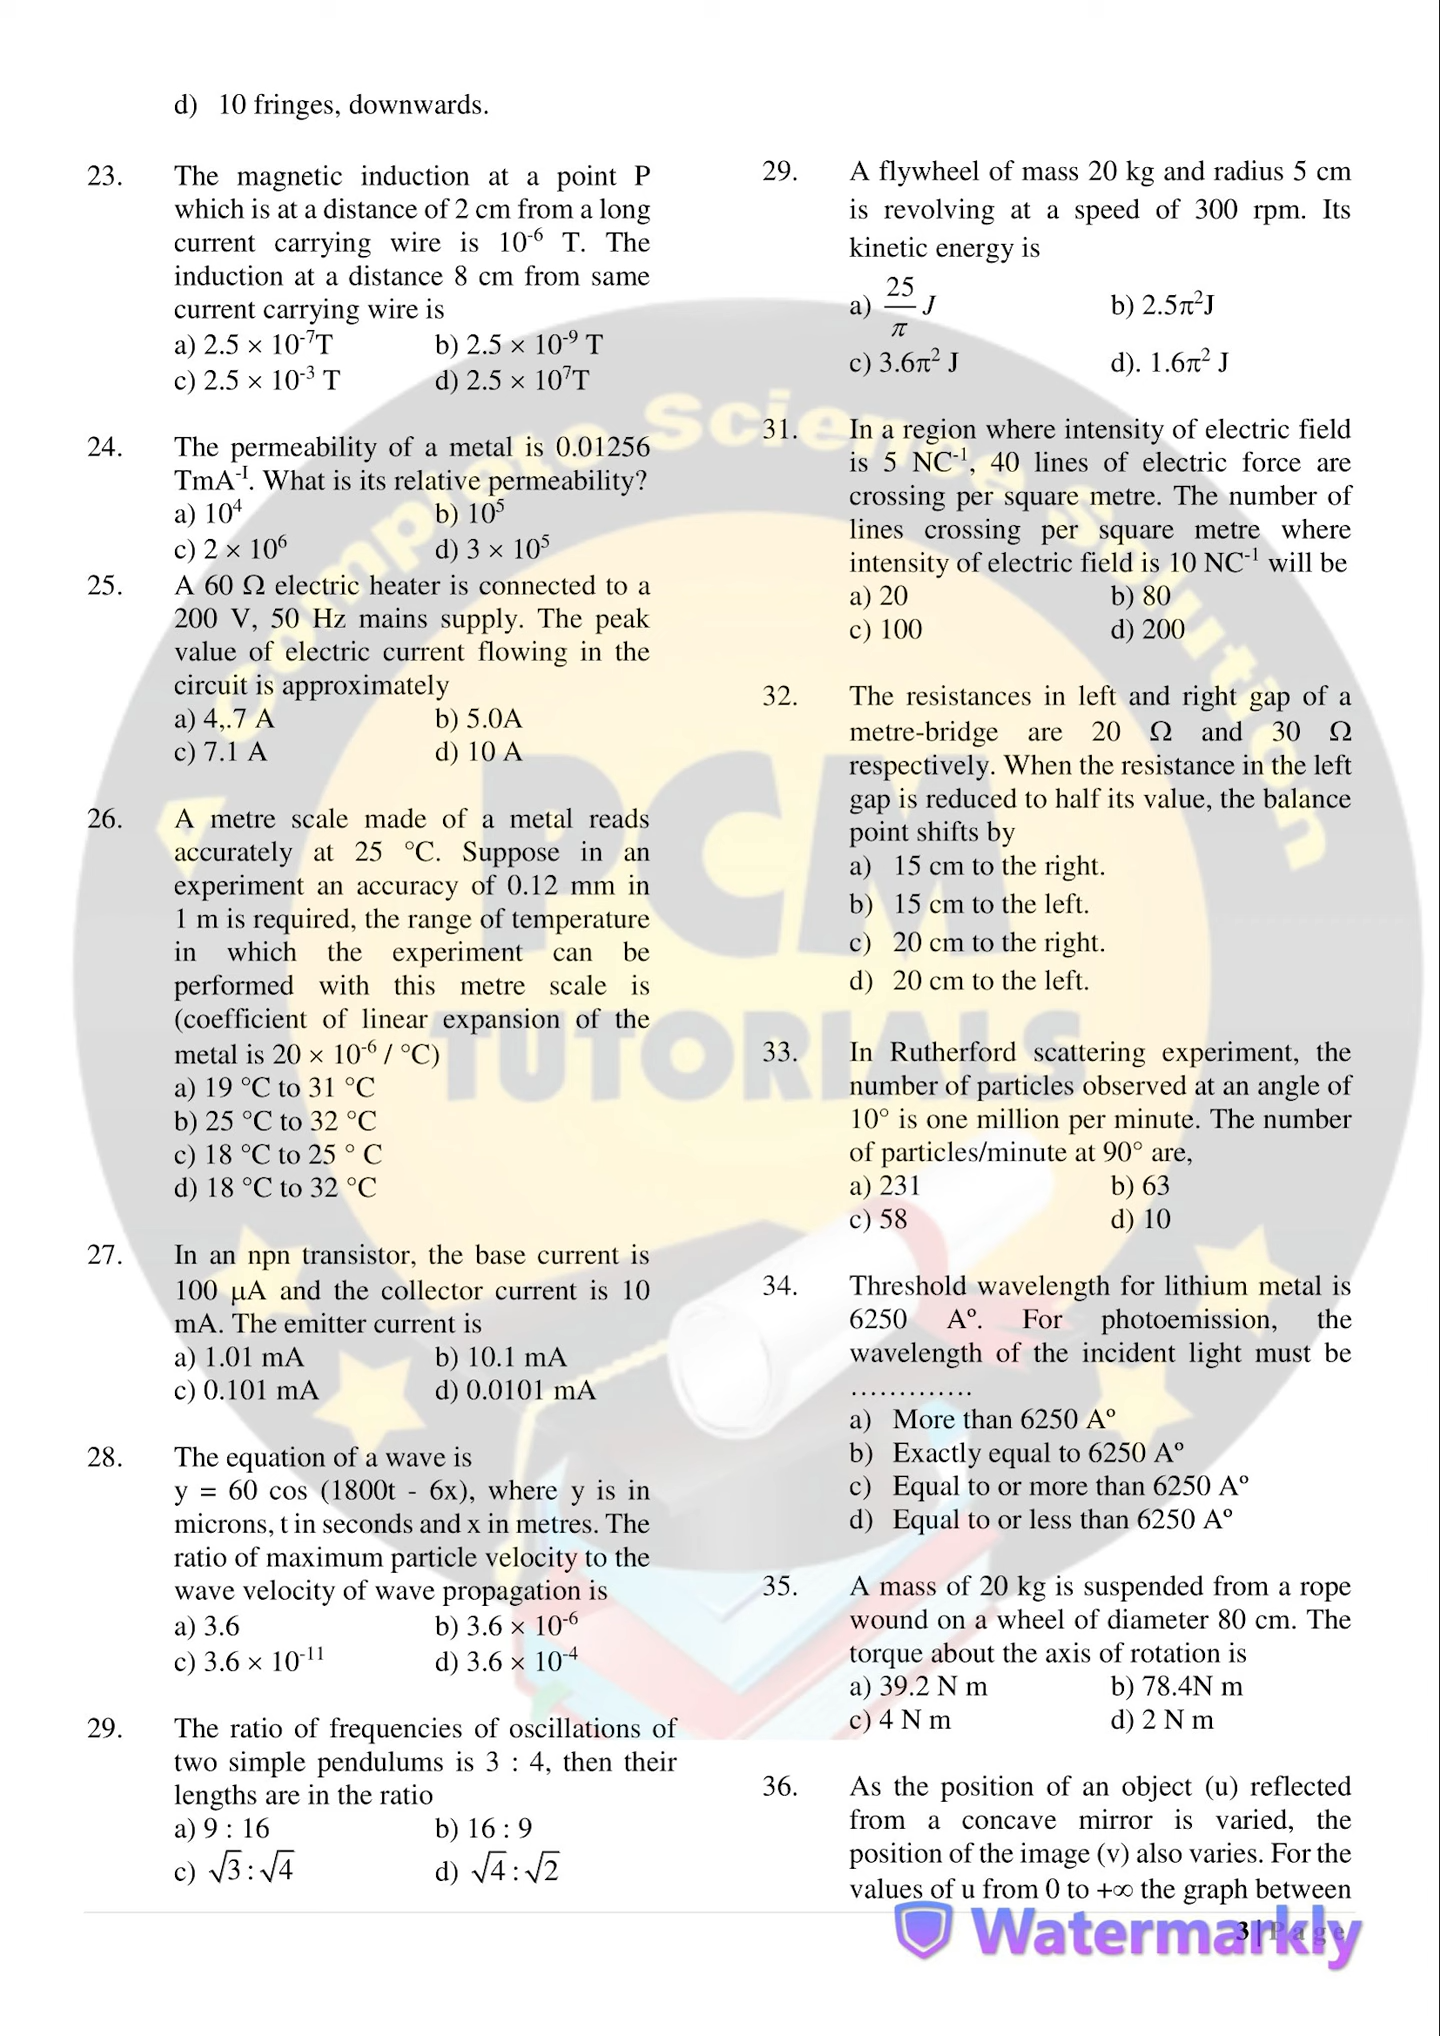 d) 10 fringes, downwards.
23. The magnetic induction at a point P
which is at a distance of 2 cm from a long
current carrying wire is 10⁻⁶ T. The
induction at a distance 8 cm from same
current carrying wire is
a) 2.5 × 10⁻⁷T b) 2.5 × 10⁻⁹ T
c) 2.5 × 10⁻³ T d) 2.5 × 10⁷T
24. The permeability of a metal is 0.01256
TmA⁻ᴵ. What is its relative permeability?
a) 10⁴ b) 10⁵
c) 2 × 10⁶ d) 3 × 10⁵
25. A 60 Ω electric heater is connected to a
200 V, 50 Hz mains supply. The peak
value of electric current flowing in the
circuit is approximately
a) 4,.7 A b) 5.0A
c) 7.1 A d) 10 A
26. A metre scale made of a metal reads
accurately at 25 °C. Suppose in an
experiment an accuracy of 0.12 mm in
1 m is required, the range of temperature
in which the experiment can be
performed with this metre scale is
(coefficient of linear expansion of the
metal is 20 × 10⁻⁶ / °C)
a) 19 °C to 31 °C
b) 25 °C to 32 °C
c) 18 °C to 25 ° C
d) 18 °C to 32 °C
27. In an npn transistor, the base current is
100 μA and the collector current is 10
mA. The emitter current is
a) 1.01 mA b) 10.1 mA
c) 0.101 mA d) 0.0101 mA
28. The equation of a wave is
y = 60 cos (1800t - 6x), where y is in
microns, t in seconds and x in metres. The
ratio of maximum particle velocity to the
wave velocity of wave propagation is
a) 3.6 b) 3.6 × 10⁻⁶
c) 3.6 × 10⁻¹¹ d) 3.6 × 10⁻⁴
29. The ratio of frequencies of oscillations of
two simple pendulums is 3 : 4, then their
lengths are in the ratio
a) 9 : 16 b) 16 : 9
c) √3 : √4 d) √4 : √2
29. A flywheel of mass 20 kg and radius 5 cm
is revolving at a speed of 300 rpm. Its
kinetic energy is
a) 25/π J b) 2.5π²J
c) 3.6π² J d). 1.6π² J
31. In a region where intensity of electric field
is 5 NC⁻¹, 40 lines of electric force are
crossing per square metre. The number of
lines crossing per square metre where
intensity of electric field is 10 NC⁻¹ will be
a) 20 b) 80
c) 100 d) 200
32. The resistances in left and right gap of a
metre-bridge are 20 Ω and 30 Ω
respectively. When the resistance in the left
gap is reduced to half its value, the balance
point shifts by
a) 15 cm to the right.
b) 15 cm to the left.
c) 20 cm to the right.
d) 20 cm to the left.
33. In Rutherford scattering experiment, the
number of particles observed at an angle of
10° is one million per minute. The number
of particles/minute at 90° are,
a) 231 b) 63
c) 58 d) 10
34. Threshold wavelength for lithium metal is
6250 Aº. For photoemission, the
wavelength of the incident light must be
.............
a) More than 6250 Aº
b) Exactly equal to 6250 Aº
c) Equal to or more than 6250 Aº
d) Equal to or less than 6250 Aº
35. A mass of 20 kg is suspended from a rope
wound on a wheel of diameter 80 cm. The
torque about the axis of rotation is
a) 39.2 N m b) 78.4N m
c) 4 N m d) 2 N m
36. As the position of an object (u) reflected
from a concave mirror is varied, the
position of the image (v) also varies. For the
values of u from 0 to +∞ the graph between
3 | Page
Watermarkly
A Complete Science Solution
PCM
TUTORIALS